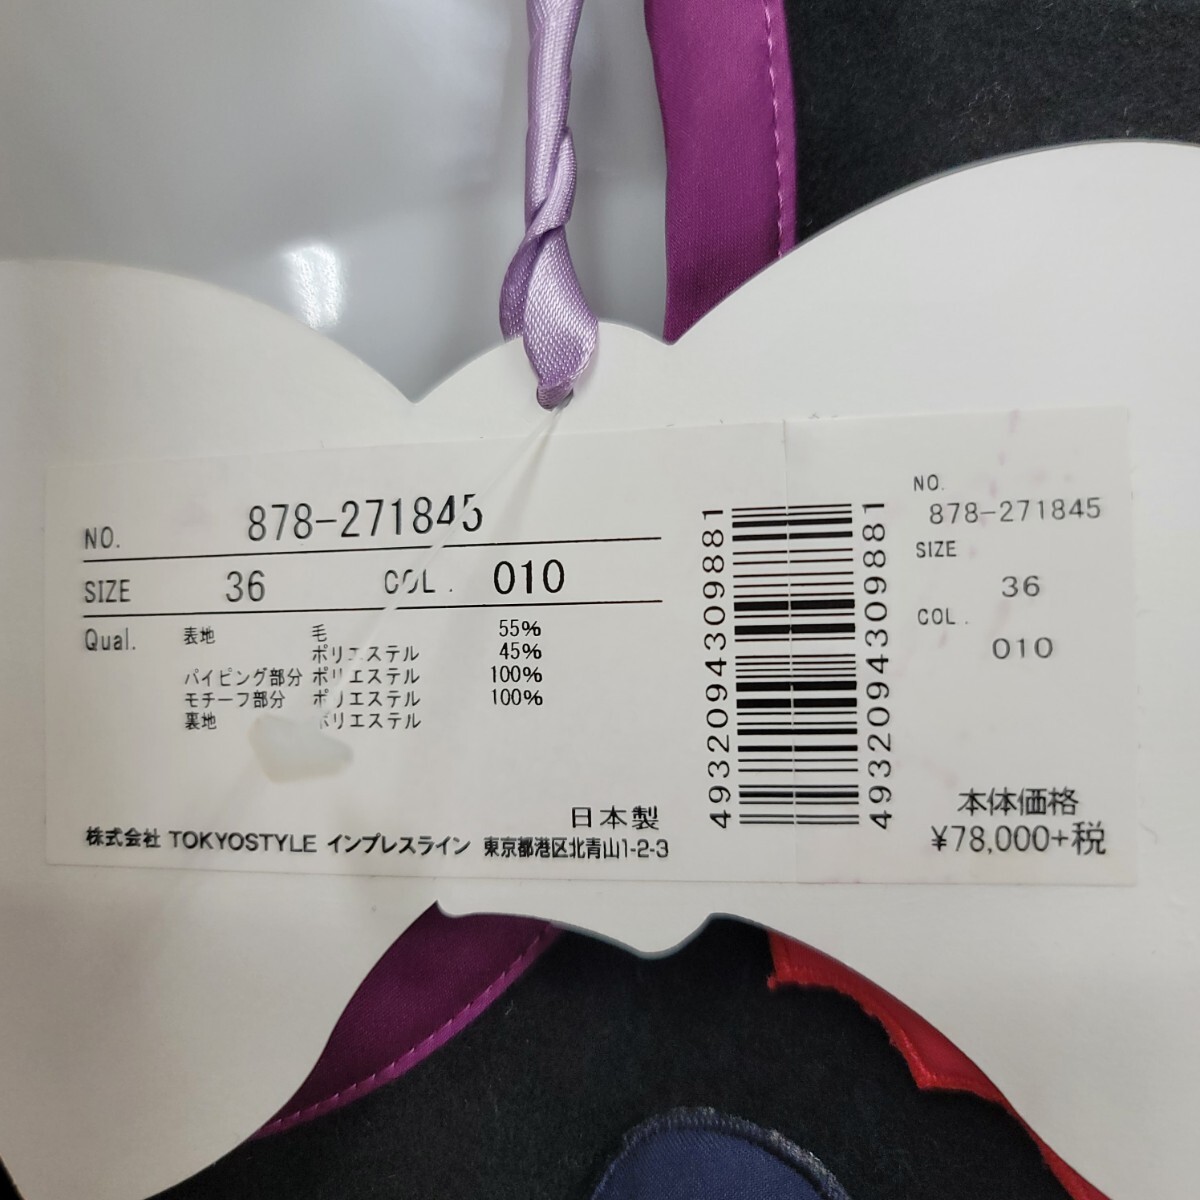 NO. 878-271845
SIZE 36 COL. 010
Qual. 表地 毛 55%
ポリエステル 45%
パイピング部分 ポリエステル 100%
モチーフ部分 ポリエステル 100%
裏地 ポリエステル
日本製
株式会社 TOKYOSTYLE インプレスライン 東京都港区北青山1-2-3
4932094309881
4932094309881
NO.
878-271845
SIZE
36
COL.
010
本体価格
¥78,000+税